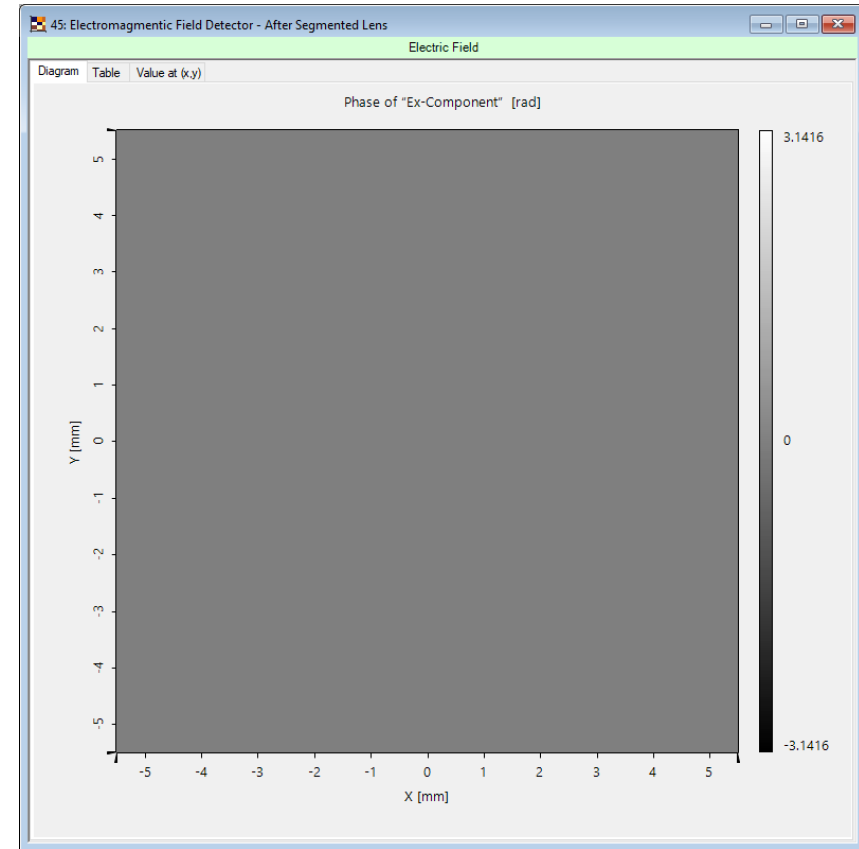 45: Electromagmentic Field Detector - After Segmented Lens
Electric Field
Diagram Table Value at (x,y)
Phase of "Ex-Component" [rad]
3.1416
0
-3.1416
5
4
3
2
1
0
-1
-2
-3
-4
-5
Y [mm]
-5 -4 -3 -2 -1 0 1 2 3 4 5
X [mm]